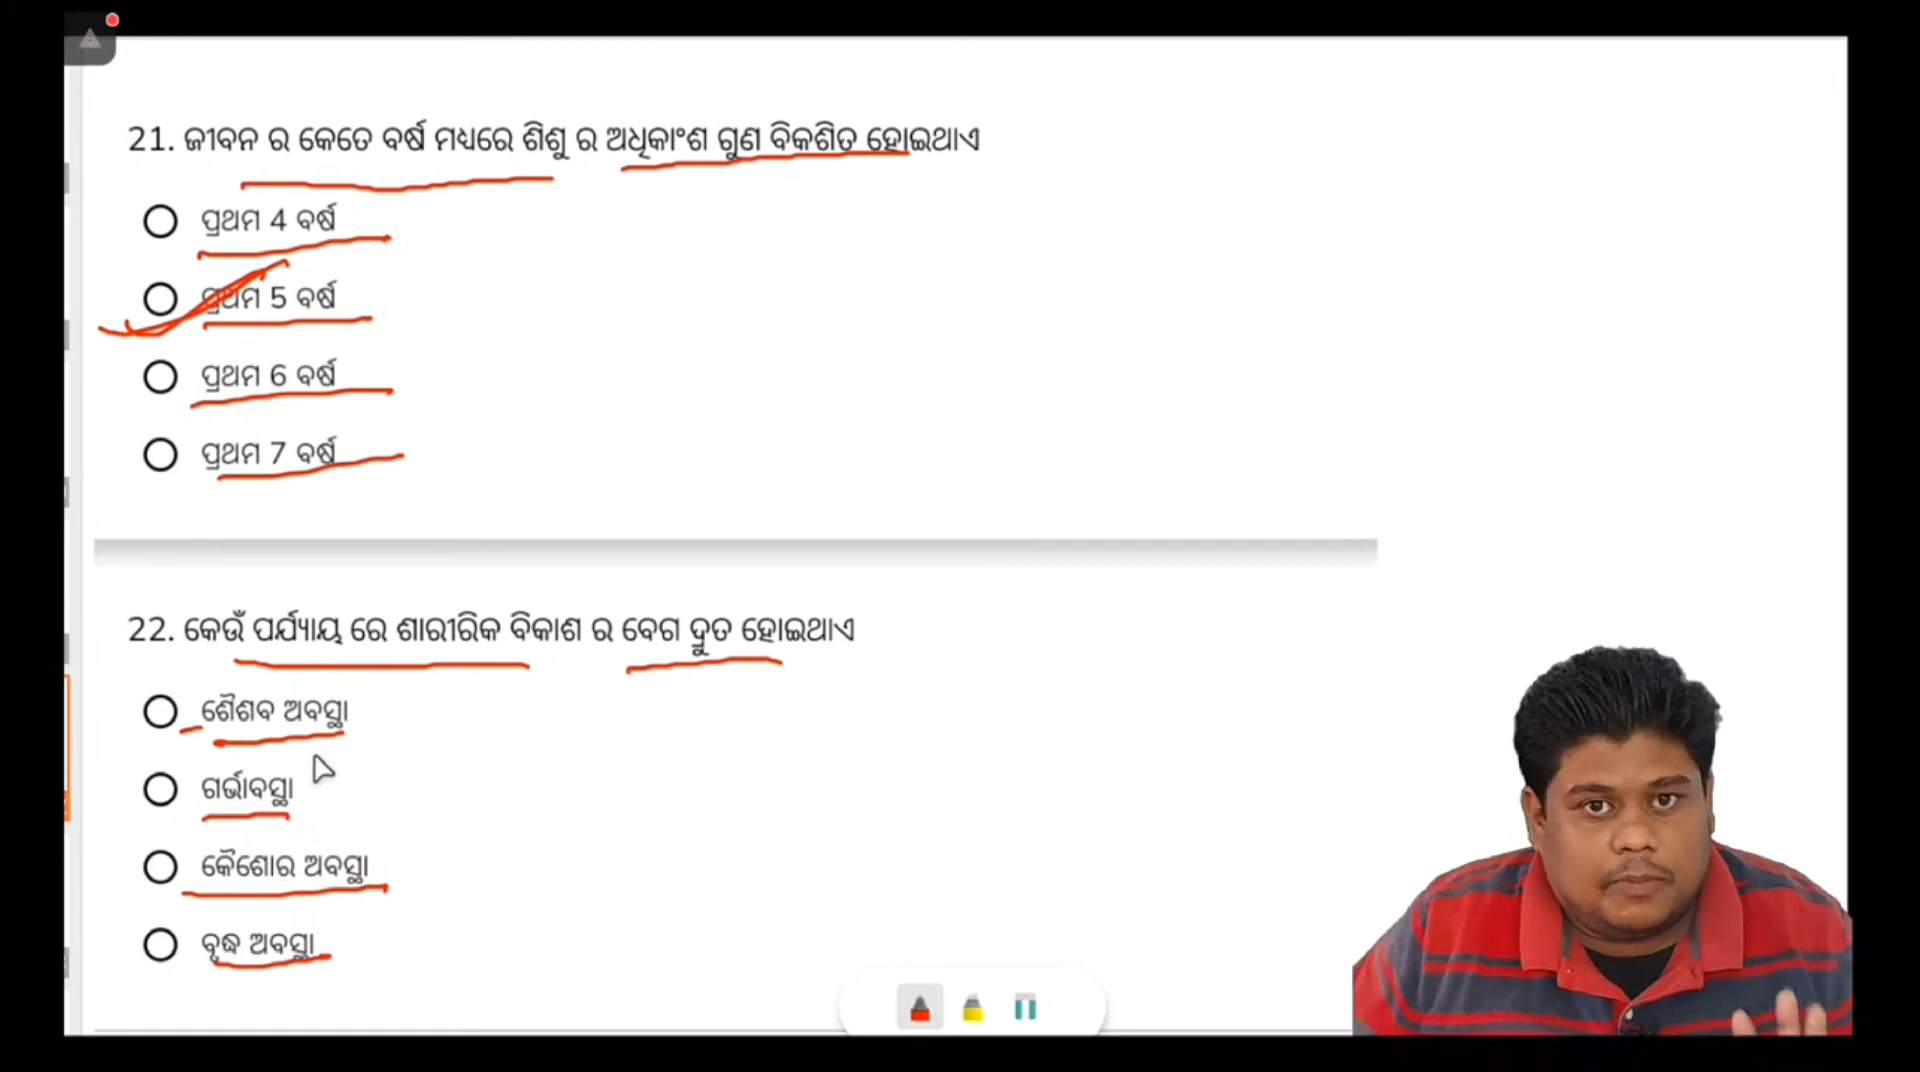 21. ଜୀବନ ର କେତେ ବର୍ଷ ମଧ୍ୟରେ ଶିଶୁ ର ଅଧିକାଂଶ ଗୁଣ ବିକଶିତ ହୋଇଥାଏ
ପ୍ରଥମ 4 ବର୍ଷ
ପ୍ରଥମ 5 ବର୍ଷ
ପ୍ରଥମ 6 ବର୍ଷ
ପ୍ରଥମ 7 ବର୍ଷ
22. କେଉଁ ପର୍ଯ୍ୟାୟ ରେ ଶାରୀରିକ ବିକାଶ ର ବେଗ ଦ୍ରୁତ ହୋଇଥାଏ
ଶୈଶବ ଅବସ୍ଥା
ଗର୍ଭାବସ୍ଥା
କୈଶୋର ଅବସ୍ଥା
ବୃଦ୍ଧ ଅବସ୍ଥା